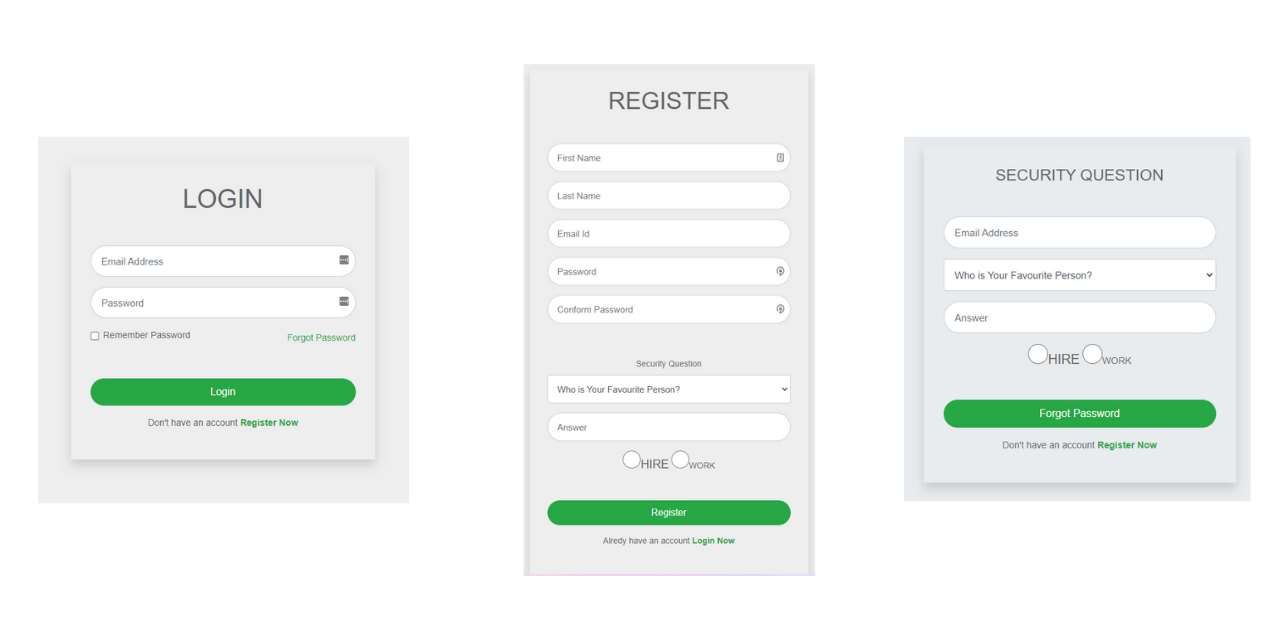 LOGIN
Email Address
Password
Remember Password
Forgot Password
Login
Don't have an account Register Now
REGISTER
First Name
Last Name
Email Id
Password
Conform Password
Security Question
Who is Your Favourite Person?
Answer
HIRE WORK
Register
Alredy have an account Login Now
SECURITY QUESTION
Email Address
Who is Your Favourite Person?
Answer
HIRE WORK
Forgot Password
Don't have an account Register Now